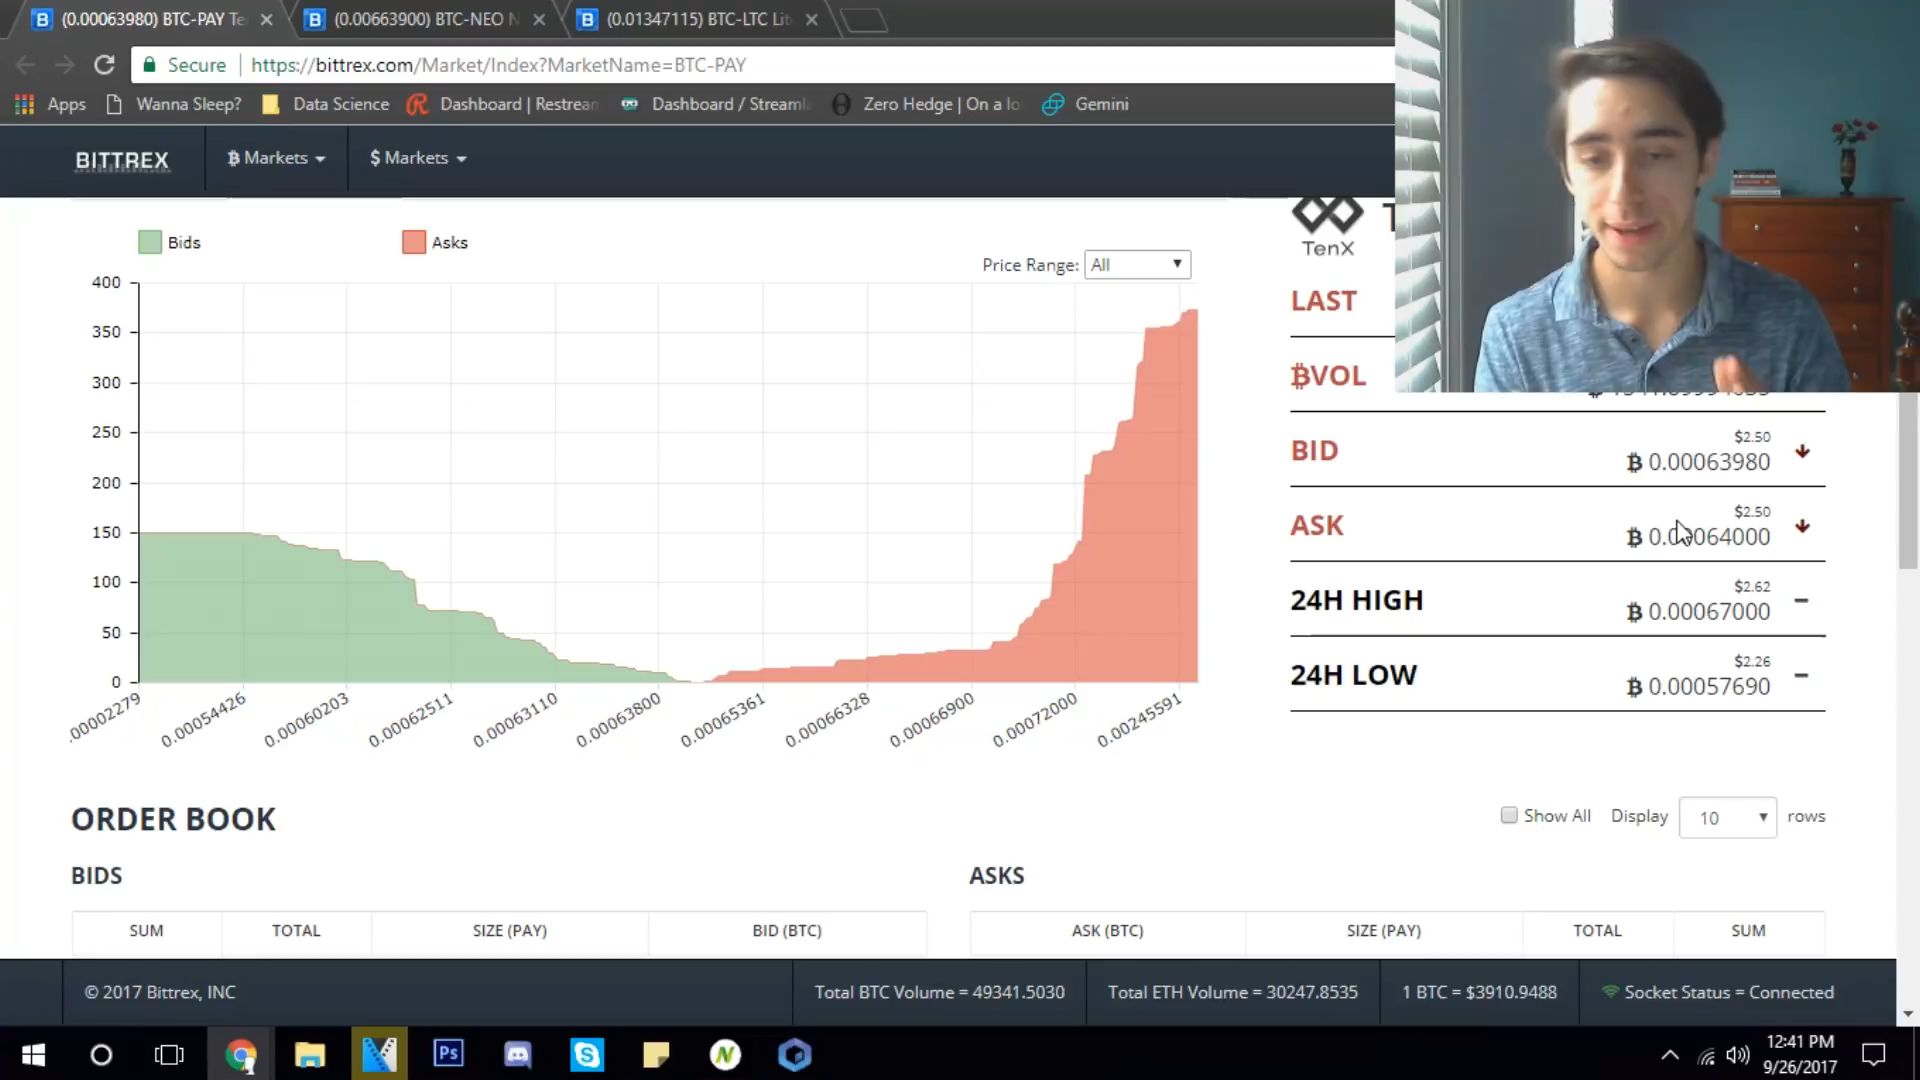 (0.00063980) BTC-PAY Te
(0.00663900) BTC-NEO N
(0.01347115) BTC-LTC Lit
Secure
https://bittrex.com/Market/Index?MarketName=BTC-PAY
Apps
Wanna Sleep?
Data Science
Dashboard | Restrean
Dashboard / Streamla
Zero Hedge | On a lo
Gemini
BITTREX
Ƀ Markets
$ Markets
Bids
Asks
Price Range: All
400
350
300
250
200
150
100
50
0
.00002279
0.00054426
0.00060203
0.00062511
0.00063110
0.00063800
0.00065361
0.00066328
0.00066900
0.00072000
0.00245591
TenX
LAST
ɃVOL
BID
$2.50
Ƀ 0.00063980
ASK
$2.50
Ƀ 0.00064000
24H HIGH
$2.62
Ƀ 0.00067000
24H LOW
$2.26
Ƀ 0.00057690
ORDER BOOK
Show All Display 10 rows
BIDS
SUM TOTAL SIZE (PAY) BID (BTC)
ASKS
ASK (BTC) SIZE (PAY) TOTAL SUM
© 2017 Bittrex, INC
Total BTC Volume = 49341.5030
Total ETH Volume = 30247.8535
1 BTC = $3910.9488
Socket Status = Connected
Ps
12:41 PM
9/26/2017